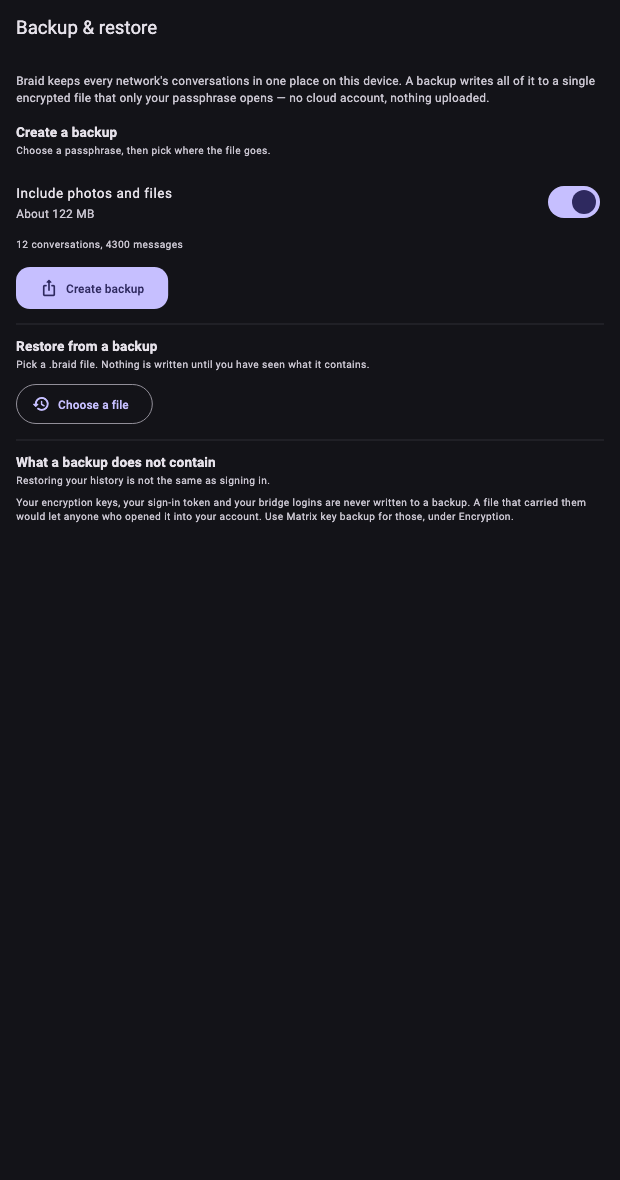 Backup & restore
Braid keeps every network's conversations in one place on this device. A backup writes all of it to a single
encrypted file that only your passphrase opens — no cloud account, nothing uploaded.
Create a backup
Choose a passphrase, then pick where the file goes.
Include photos and files
About 122 MB
12 conversations, 4300 messages
Create backup
Restore from a backup
Pick a .braid file. Nothing is written until you have seen what it contains.
Choose a file
What a backup does not contain
Restoring your history is not the same as signing in.
Your encryption keys, your sign-in token and your bridge logins are never written to a backup. A file that carried them
would let anyone who opened it into your account. Use Matrix key backup for those, under Encryption.